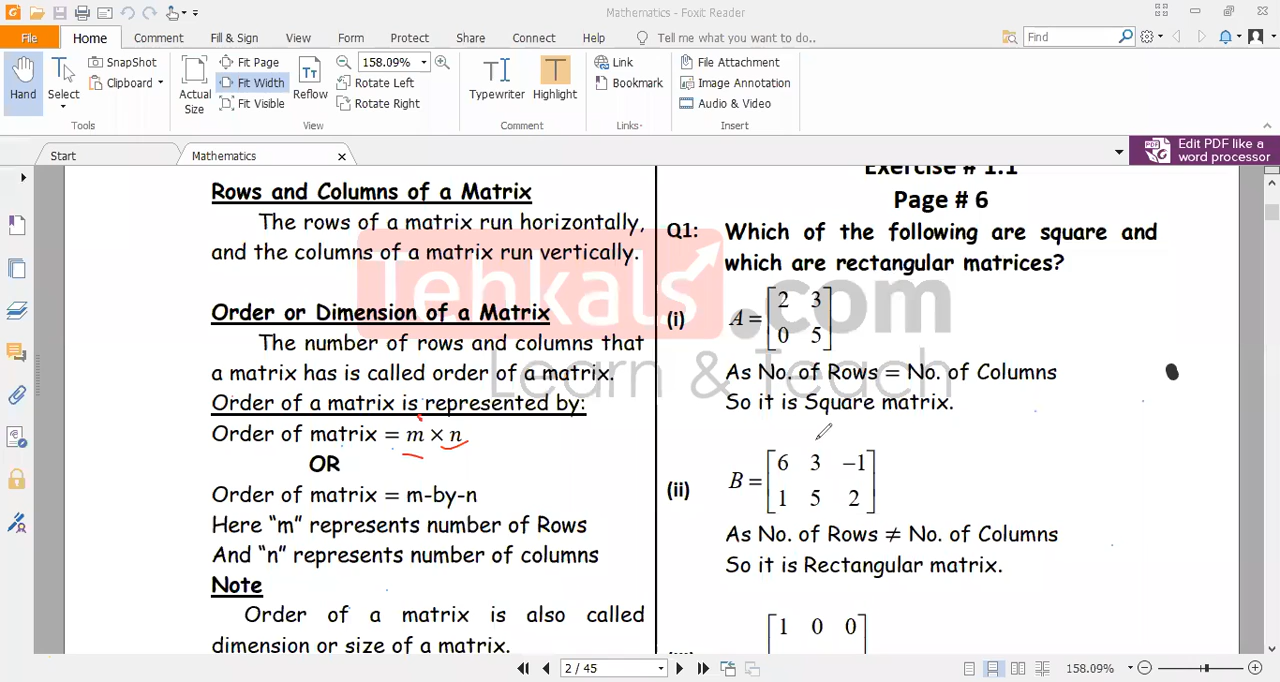 Mathematics - Foxit Reader
File Home Comment Fill & Sign View Form Protect Share Connect Help Tell me what you want to do.. Find
Hand
Select
SnapShot
Clipboard
Tools
Actual Size
Fit Page
Fit Width
Fit Visible
Reflow
158.09%
Rotate Left
Rotate Right
View
Typewriter
Highlight
Comment
Link
Bookmark
Links
File Attachment
Image Annotation
Audio & Video
Insert
Start
Mathematics
Edit PDF like a word processor
Rows and Columns of a Matrix
The rows of a matrix run horizontally,
and the columns of a matrix run vertically.
Order or Dimension of a Matrix
The number of rows and columns that
a matrix has is called order of a matrix.
Order of a matrix is represented by:
Order of matrix = m × n
OR
Order of matrix = m-by-n
Here “m” represents number of Rows
And “n” represents number of columns
Note
Order of a matrix is also called
dimension or size of a matrix.
Exercise # 1.1
Page # 6
Q1: Which of the following are square and
which are rectangular matrices?
(i) A = [2 3
0 5]
As No. of Rows = No. of Columns
So it is Square matrix.
(ii) B = [6 3 −1
1 5 2]
As No. of Rows ≠ No. of Columns
So it is Rectangular matrix.
1 0 0
Tehkals.com
Learn & Teach
2 / 45
158.09%